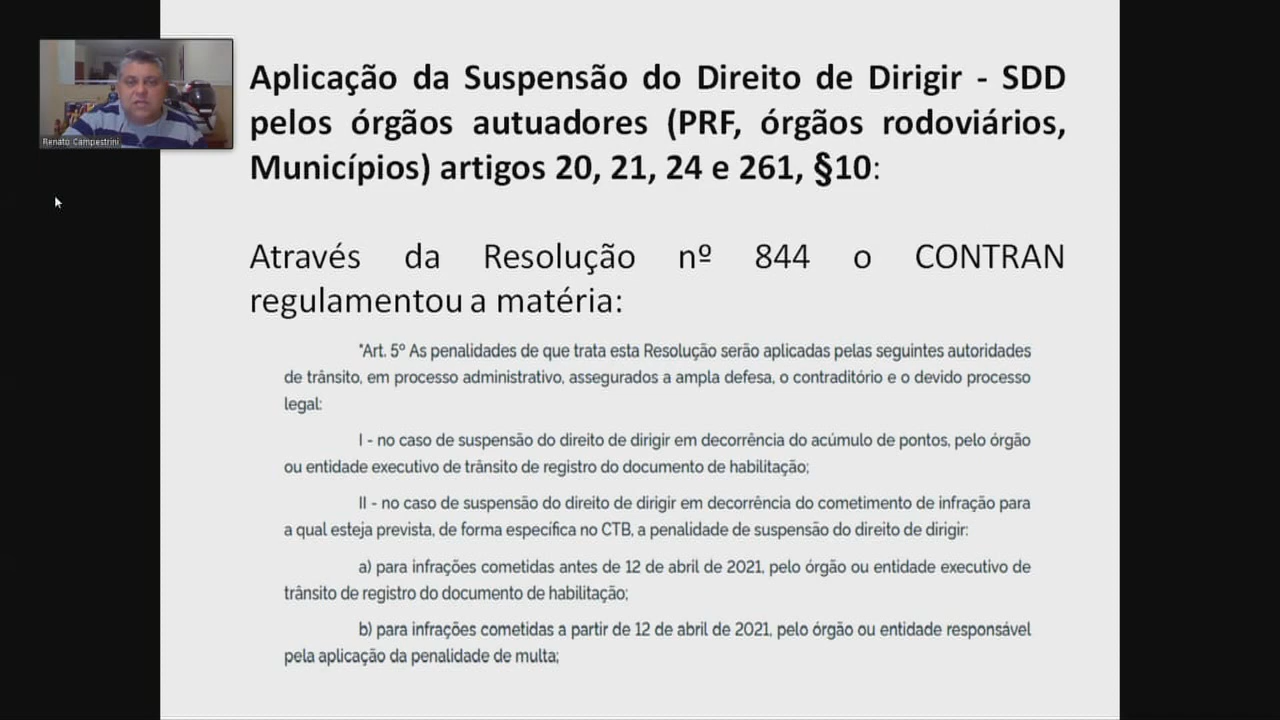 Renato Campestrini
Aplicação da Suspensão do Direito de Dirigir - SDD
pelos órgãos autuadores (PRF, órgãos rodoviários,
Municípios) artigos 20, 21, 24 e 261, §10:
Através da Resolução nº 844 o CONTRAN
regulamentou a matéria:
"Art. 5º As penalidades de que trata esta Resolução serão aplicadas pelas seguintes autoridades
de trânsito, em processo administrativo, assegurados a ampla defesa, o contraditório e o devido processo
legal:
I - no caso de suspensão do direito de dirigir em decorrência do acúmulo de pontos, pelo órgão
ou entidade executivo de trânsito de registro do documento de habilitação;
II - no caso de suspensão do direito de dirigir em decorrência do cometimento de infração para
a qual esteja prevista, de forma específica no CTB, a penalidade de suspensão do direito de dirigir:
a) para infrações cometidas antes de 12 de abril de 2021, pelo órgão ou entidade executivo de
trânsito de registro do documento de habilitação;
b) para infrações cometidas a partir de 12 de abril de 2021, pelo órgão ou entidade responsável
pela aplicação da penalidade de multa;